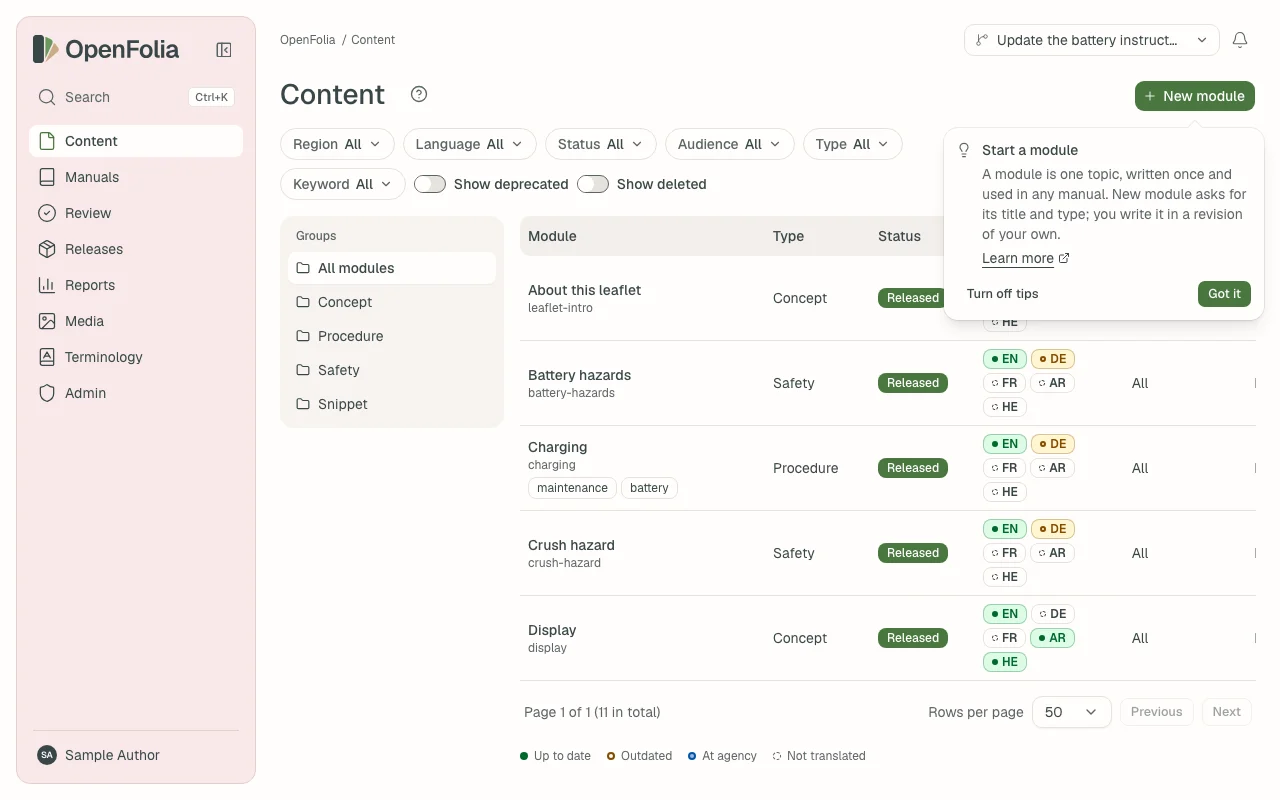 OpenFolia
Search
Ctrl+K
Content
Manuals
Review
Releases
Reports
Media
Terminology
Admin
SA
Sample Author
OpenFolia / Content
Update the battery instruct...
Content
+ New module
Region All
Language All
Status All
Audience All
Type All
Keyword All
Show deprecated
Show deleted
Start a module
A module is one topic, written once and
used in any manual. New module asks for
its title and type; you write it in a revision
of your own.
Learn more
Turn off tips
Got it
Groups
All modules
Concept
Procedure
Safety
Snippet
Module Type Status
About this leaflet
leaflet-intro
Concept
Released
HE
Battery hazards
battery-hazards
Safety
Released
EN DE
FR AR
HE
All
Charging
charging
maintenance battery
Procedure
Released
EN DE
FR AR
HE
All
Crush hazard
crush-hazard
Safety
Released
EN DE
FR AR
HE
All
Display
display
Concept
Released
EN DE
FR AR
HE
All
Page 1 of 1 (11 in total)
Rows per page 50
Previous
Next
Up to date
Outdated
At agency
Not translated